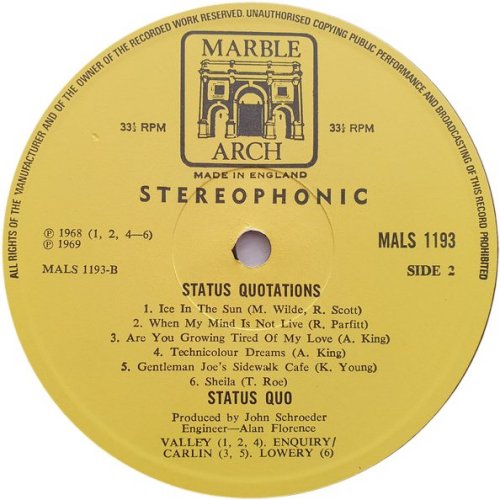 ALL RIGHTS OF THE MANUFACTURER AND OF THE OWNER OF THE RECORDED WORK RESERVED. UNAUTHORISED COPYING PUBLIC PERFORMANCE AND BROADCASTING OF THIS RECORD PROHIBITED
MARBLE
ARCH
33⅓ RPM
33⅓ RPM
MADE IN ENGLAND
STEREOPHONIC
℗ 1968 (1, 2, 4–6)
℗ 1969
MALS 1193
MALS 1193-B
SIDE 2
STATUS QUOTATIONS
1. Ice In The Sun (M. Wilde, R. Scott)
2. When My Mind Is Not Live (R. Parfitt)
3. Are You Growing Tired Of My Love (A. King)
4. Technicolour Dreams (A. King)
5. Gentleman Joe's Sidewalk Cafe (K. Young)
6. Sheila (T. Roe)
STATUS QUO
Produced by John Schroeder
Engineer—Alan Florence
VALLEY (1, 2, 4). ENQUIRY/
CARLIN (3, 5). LOWERY (6)